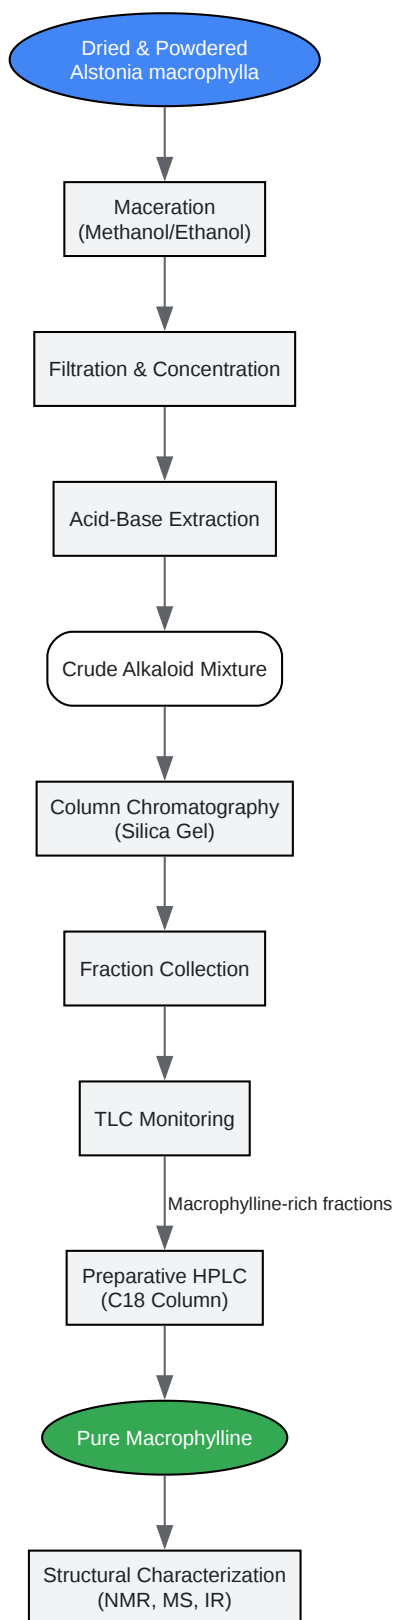 Dried & Powdered
Alstonia macrophylla
Maceration
(Methanol/Ethanol)
Filtration & Concentration
Acid-Base Extraction
Crude Alkaloid Mixture
Column Chromatography
(Silica Gel)
Fraction Collection
TLC Monitoring
Macrophylline-rich fractions
Preparative HPLC
(C18 Column)
Pure Macrophylline
Structural Characterization
(NMR, MS, IR)